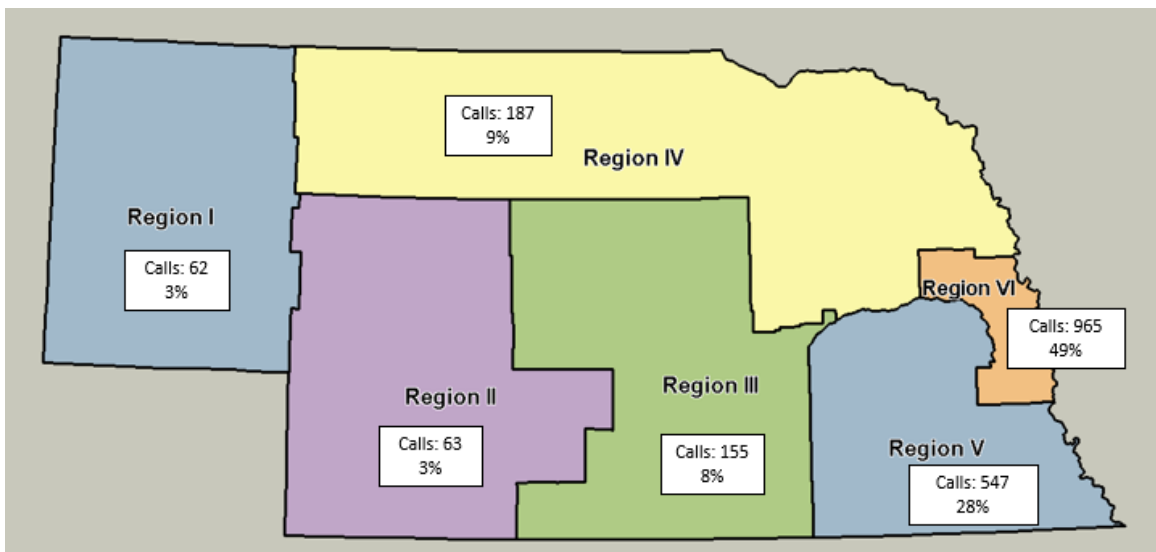 Calls: 187
9%
Region IV
Region I
Calls: 62
3%
Region VI
Calls: 965
49%
Region II
Calls: 63
3%
Region III
Calls: 155
8%
Region V
Calls: 547
28%